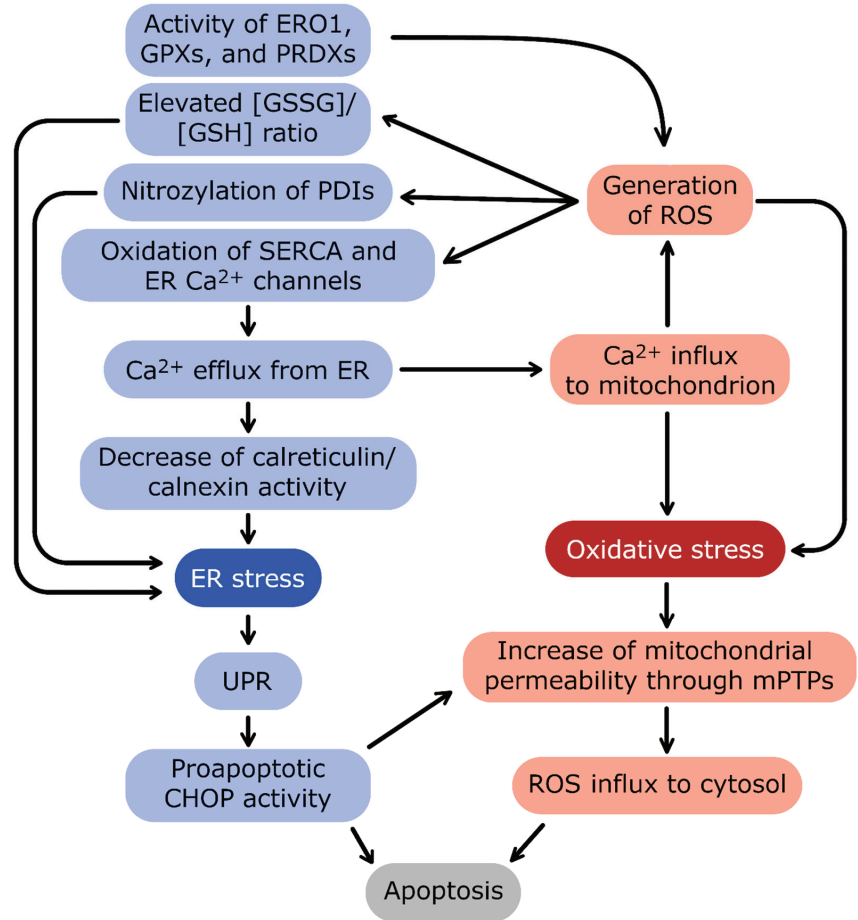 Activity of ERO1,
GPXs, and PRDXs
Elevated [GSSG]/
[GSH] ratio
Nitrozylation of PDIs
Generation
of ROS
Oxidation of SERCA and
ER Ca²⁺ channels
Ca²⁺ efflux from ER
Ca²⁺ influx
to mitochondrion
Decrease of calreticulin/
calnexin activity
ER stress
Oxidative stress
UPR
Increase of mitochondrial
permeability through mPTPs
Proapoptotic
CHOP activity
ROS influx to cytosol
Apoptosis